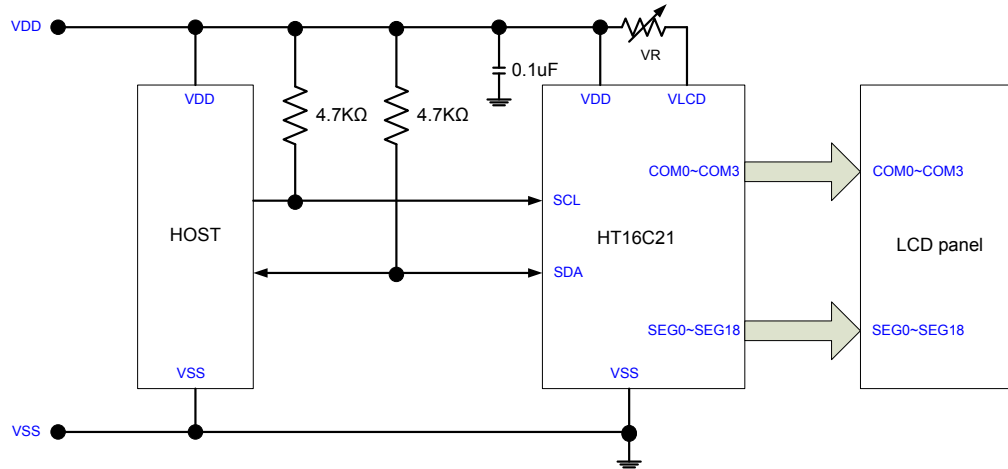 VDD
VR
0.1uF
VDD
VDD
VLCD
4.7KΩ
4.7KΩ
COM0~COM3
COM0~COM3
SCL
HOST
HT16C21
LCD panel
SDA
SEG0~SEG18
SEG0~SEG18
VSS
VSS
VSS